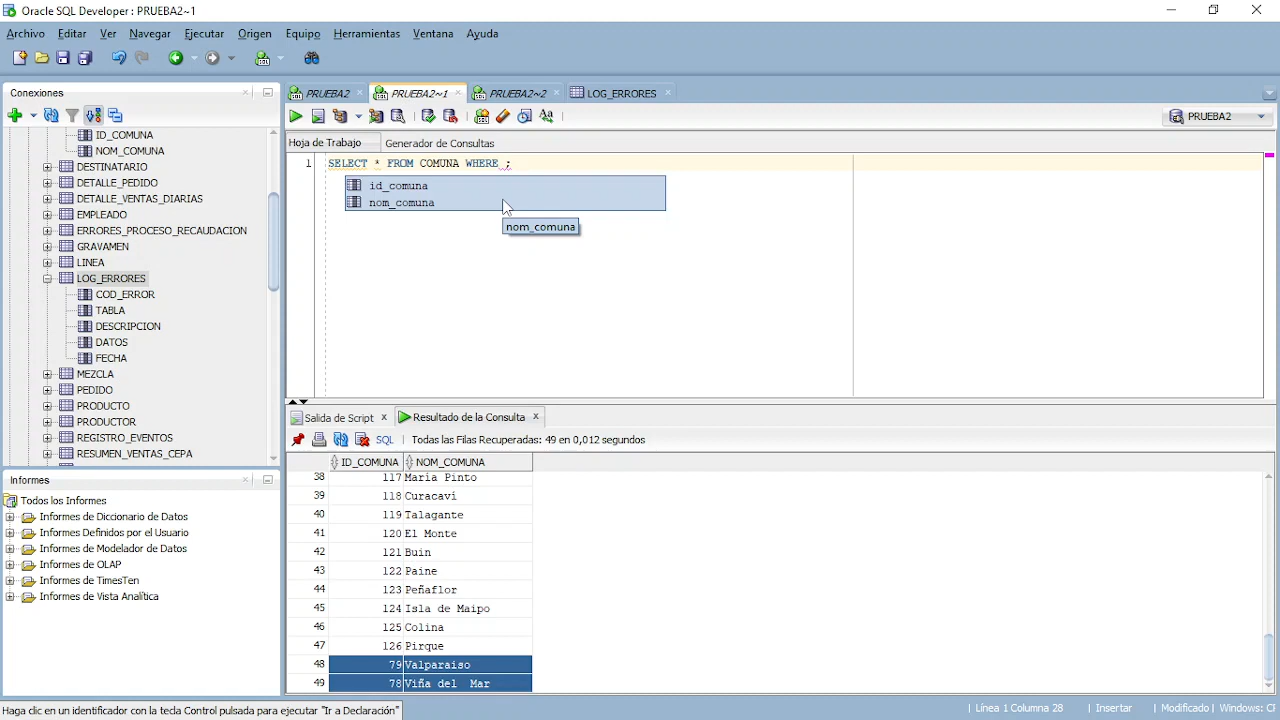 Oracle SQL Developer : PRUEBA2~1
Archivo Editar Ver Navegar Ejecutar Origen Equipo Herramientas Ventana Ayuda
Conexiones
ID_COMUNA
NOM_COMUNA
DESTINATARIO
DETALLE_PEDIDO
DETALLE_VENTAS_DIARIAS
EMPLEADO
ERRORES_PROCESO_RECAUDACION
GRAVAMEN
LINEA
LOG_ERRORES
COD_ERROR
TABLA
DESCRIPCION
DATOS
FECHA
MEZCLA
PEDIDO
PRODUCTO
PRODUCTOR
REGISTRO_EVENTOS
RESUMEN_VENTAS_CEPA
Informes
Todos los Informes
Informes de Diccionario de Datos
Informes Definidos por el Usuario
Informes de Modelador de Datos
Informes de OLAP
Informes de TimesTen
Informes de Vista Analítica
PRUEBA2 PRUEBA2~1 PRUEBA2~2 LOG_ERRORES
PRUEBA2
Hoja de Trabajo Generador de Consultas
1 SELECT * FROM COMUNA WHERE ;
id_comuna
nom_comuna
nom_comuna
Salida de Script Resultado de la Consulta
SQL Todas las Filas Recuperadas: 49 en 0,012 segundos
ID_COMUNA NOM_COMUNA
38 117 María Pinto
39 118 Curacaví
40 119 Talagante
41 120 El Monte
42 121 Buin
43 122 Paine
44 123 Peñaflor
45 124 Isla de Maipo
46 125 Colina
47 126 Pirque
48 79 Valparaiso
49 78 Viña del  Mar
Haga clic en un identificador con la tecla Control pulsada para ejecutar "Ir a Declaración"
Línea 1 Columna 28 Insertar Modificado Windows: CF